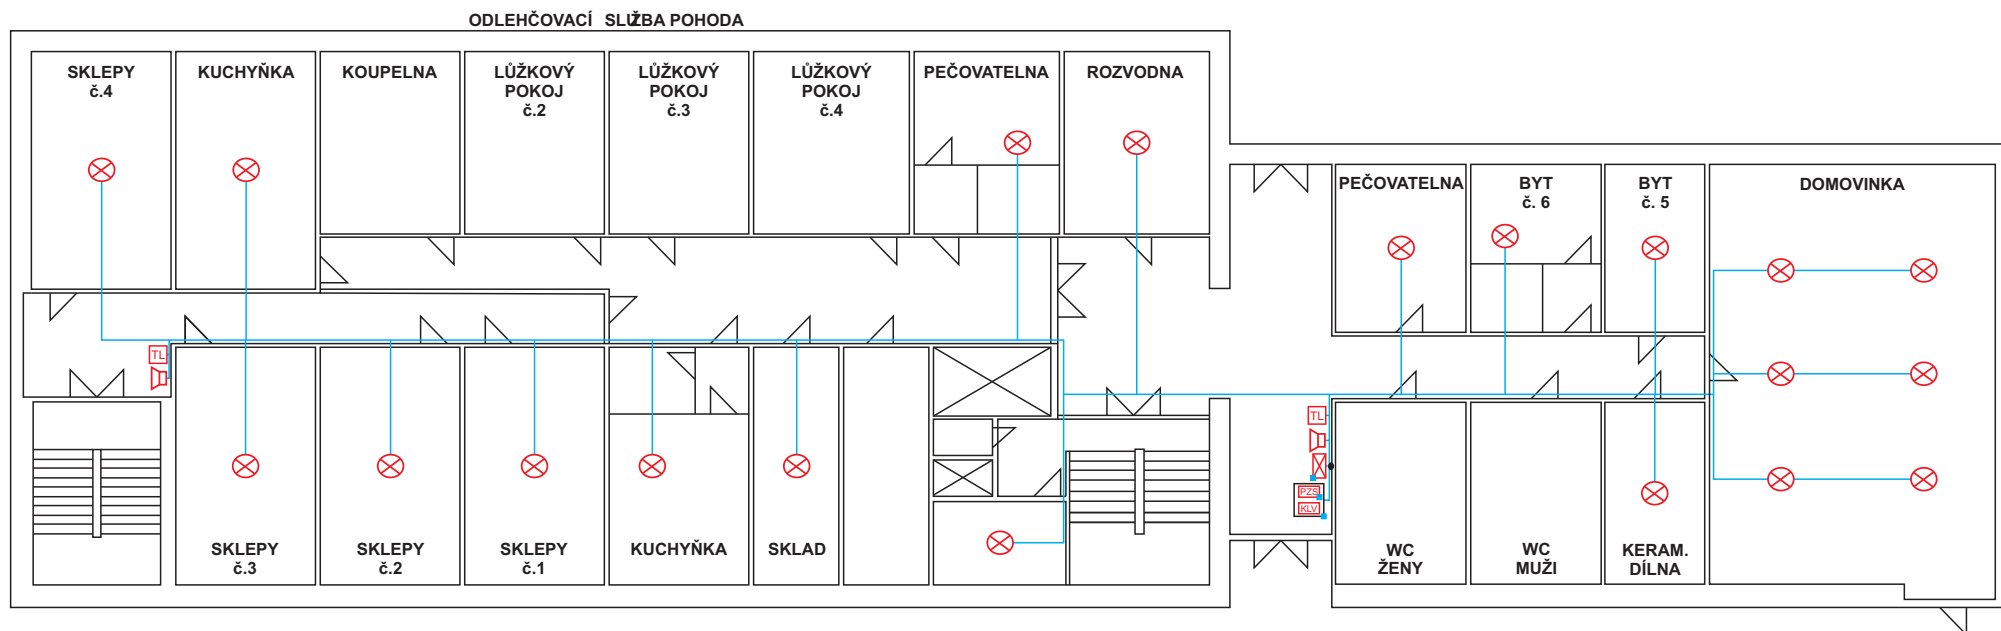 ODLEHČOVACÍ SLUŽBA POHODA
SKLEPY
č.4
KUCHYŇKA
KOUPELNA
LŮŽKOVÝ
POKOJ
č.2
LŮŽKOVÝ
POKOJ
č.3
LŮŽKOVÝ
POKOJ
č.4
PEČOVATELNA
ROZVODNA
PEČOVATELNA
BYT
č. 6
BYT
č. 5
DOMOVINKA
TL
TL
PZS
KLV
SKLEPY
č.3
SKLEPY
č.2
SKLEPY
č.1
KUCHYŇKA
SKLAD
WC
ŽENY
WC
MUŽI
KERAM.
DÍLNA